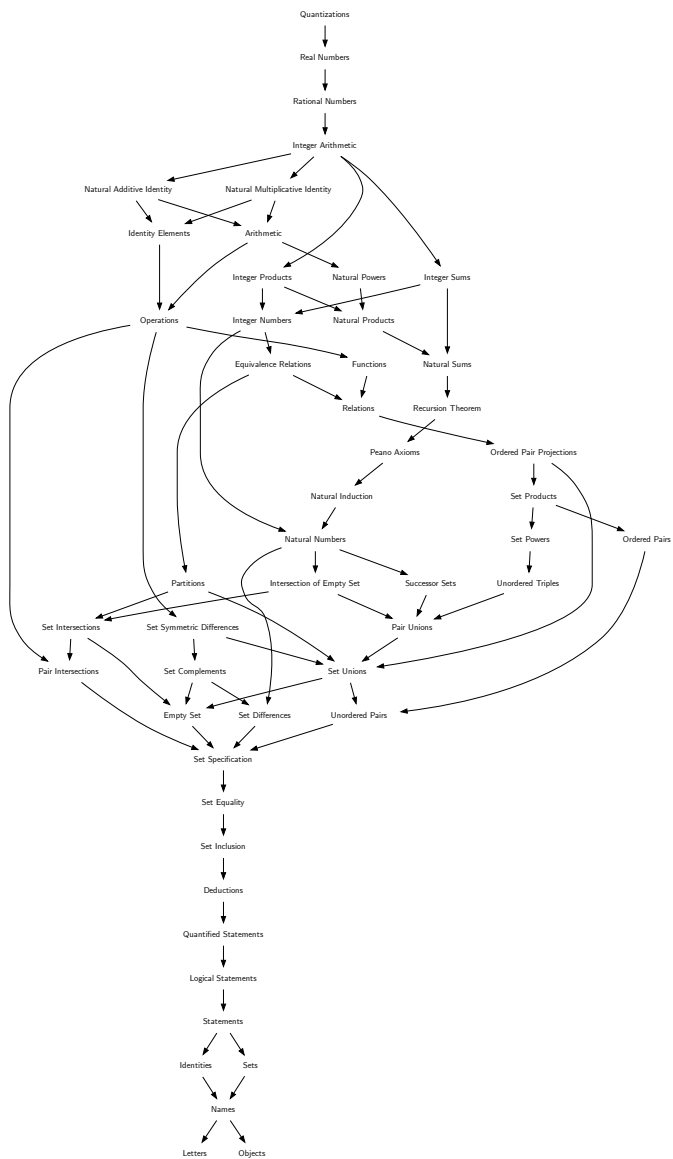 Quantizations
Real Numbers
Rational Numbers
Integer Arithmetic
Natural Additive Identity
Natural Multiplicative Identity
Identity Elements
Arithmetic
Integer Products
Natural Powers
Integer Sums
Operations
Integer Numbers
Natural Products
Equivalence Relations
Functions
Natural Sums
Relations
Recursion Theorem
Peano Axioms
Ordered Pair Projections
Natural Induction
Set Products
Natural Numbers
Set Powers
Ordered Pairs
Partitions
Intersection of Empty Set
Successor Sets
Unordered Triples
Set Intersections
Set Symmetric Differences
Pair Unions
Pair Intersections
Set Complements
Set Unions
Empty Set
Set Differences
Unordered Pairs
Set Specification
Set Equality
Set Inclusion
Deductions
Quantified Statements
Logical Statements
Statements
Identities
Sets
Names
Letters
Objects